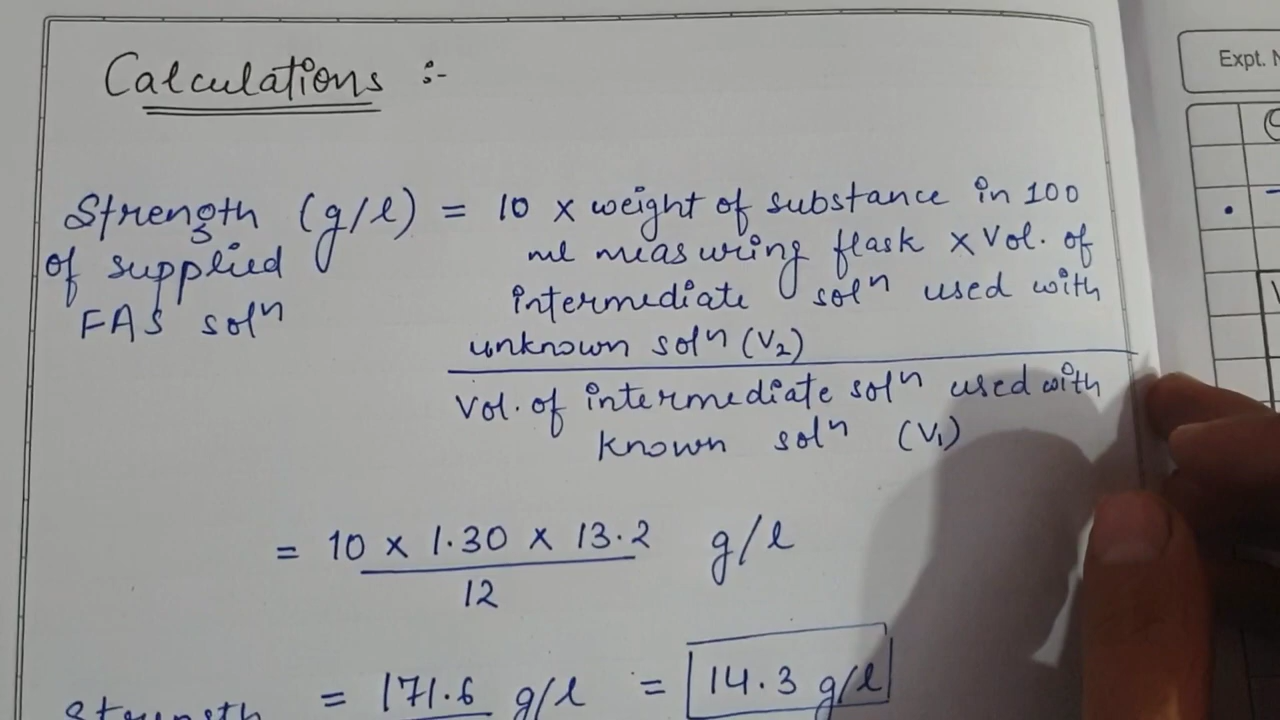 Calculations :-
Expt. N
Strength (g/l) = 10 x weight of substance in 100
of supplied ml measuring flask x Vol. of
FAS solⁿ intermediate solⁿ used with
unknown solⁿ (V₂)
Vol. of intermediate solⁿ used with
known solⁿ (V₁)
= 10 x 1.30 x 13.2 g/l
12
Strength = 171.6 g/l = 14.3 g/l